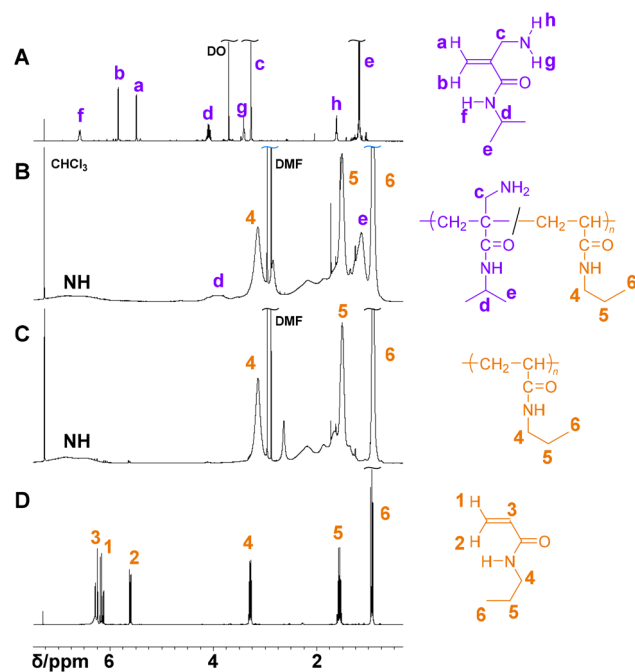 A
f
b
a
d
DO
g
c
h
e
a H
b H
c
N
H h
H g
O
f H
N
d
e
B
CHCl3
NH
d
4
DMF
5
e
6
c
NH2
(CH2
C
C
O
NH
d
e
CH2
CH)n
C
O
NH
4
5
6
C
NH
4
DMF
5
6
(CH2
CH)n
C
O
NH
4
5
6
D
3
1
2
4
5
6
1 H
3
2 H
O
H
N
4
5
6
δ/ppm
6
4
2